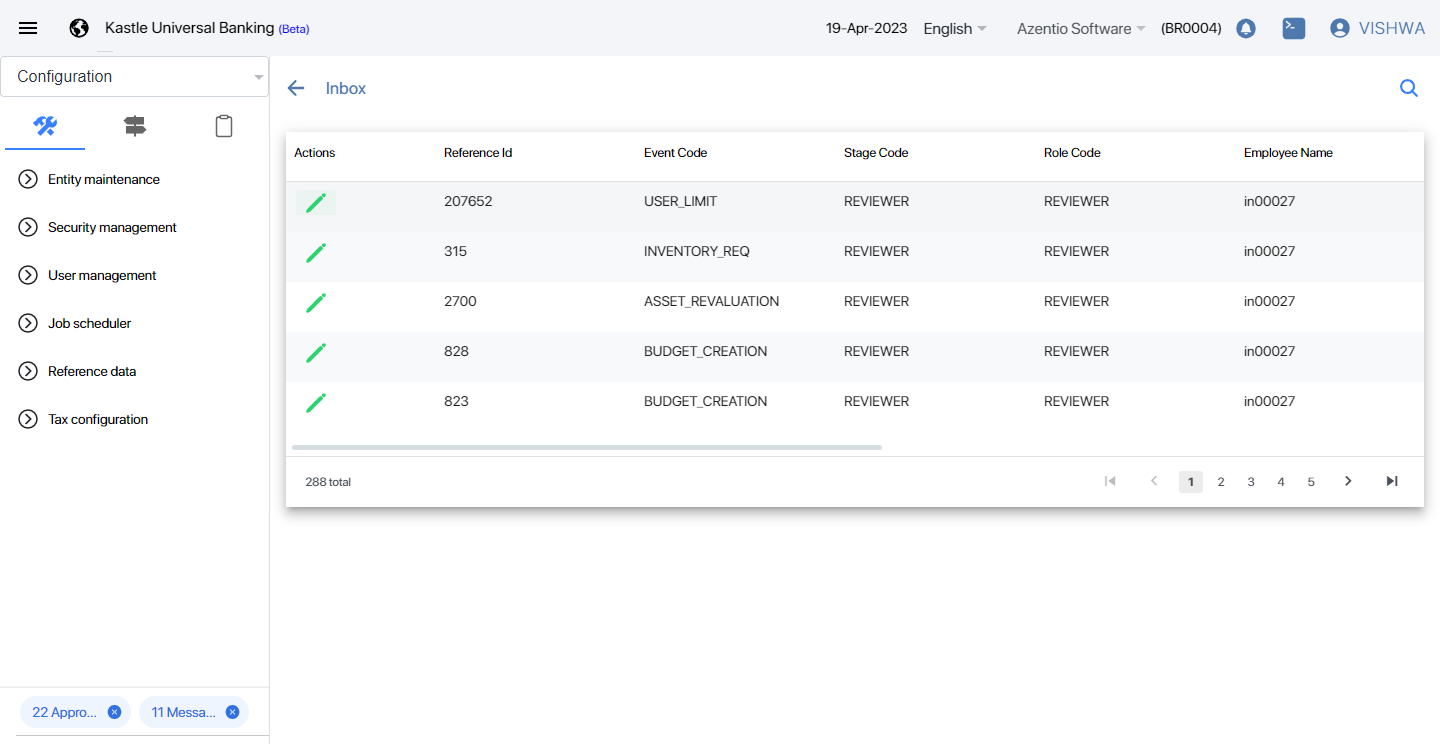 Kastle Universal Banking (Beta) 19-Apr-2023 English Azentio Software (BR0004) VISHWA
Configuration
Entity maintenance
Security management
User management
Job scheduler
Reference data
Tax configuration
22 Appro... 11 Messa...
Inbox
Actions Reference Id Event Code Stage Code Role Code Employee Name
207652 USER_LIMIT REVIEWER REVIEWER in00027
315 INVENTORY_REQ REVIEWER REVIEWER in00027
2700 ASSET_REVALUATION REVIEWER REVIEWER in00027
828 BUDGET_CREATION REVIEWER REVIEWER in00027
823 BUDGET_CREATION REVIEWER REVIEWER in00027
288 total 1 2 3 4 5